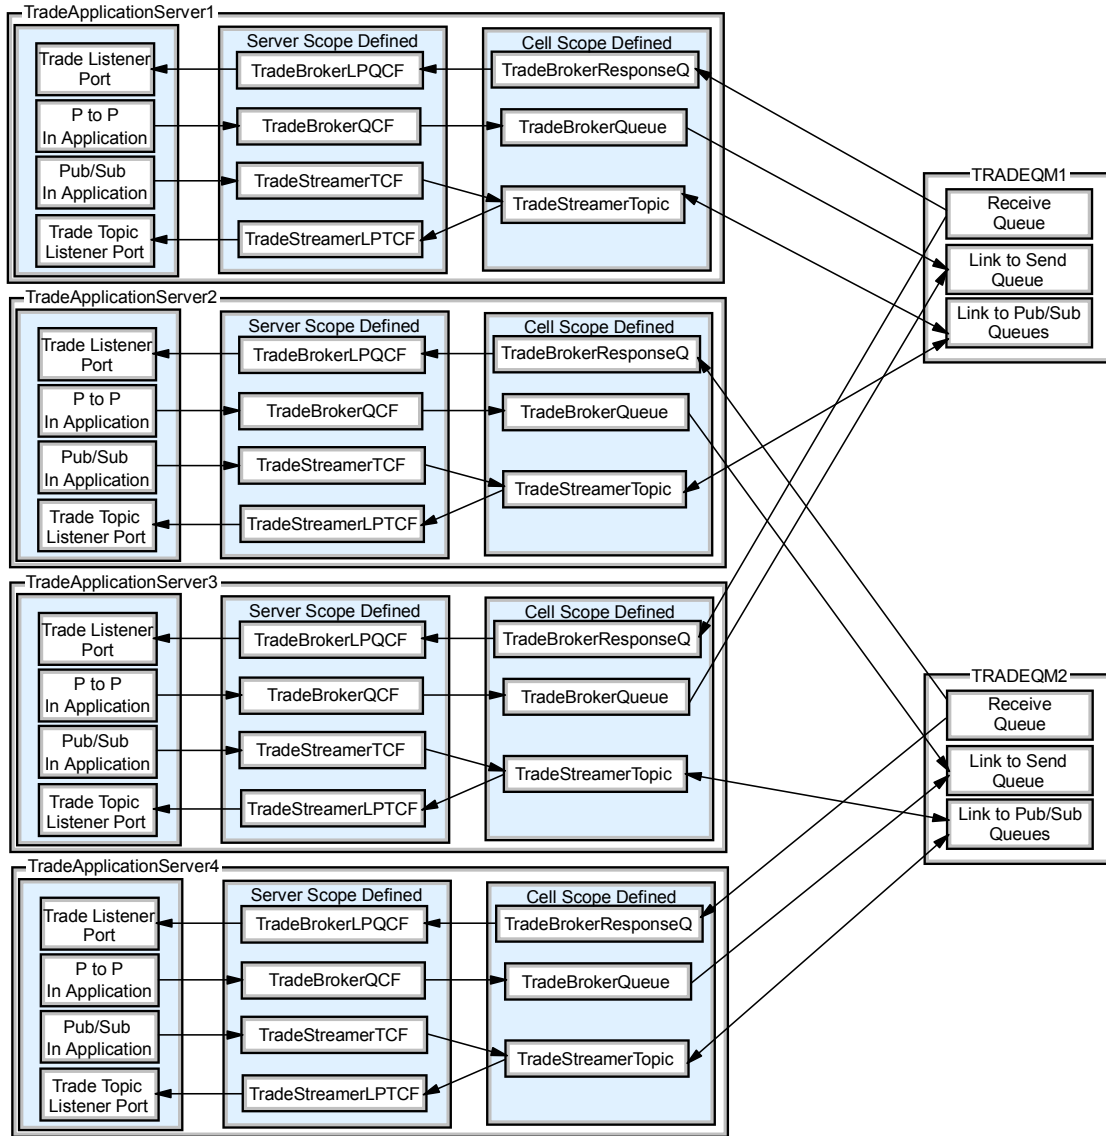 TradeApplicationServer1
Server Scope Defined
Cell Scope Defined
Trade Listener
Port
TradeBrokerLPQCF
TradeBrokerResponseQ
P to P
In Application
TradeBrokerQCF
TradeBrokerQueue
Pub/Sub
In Application
TradeStreamerTCF
TradeStreamerTopic
Trade Topic
Listener Port
TradeStreamerLPTCF
TradeApplicationServer2
Server Scope Defined
Cell Scope Defined
Trade Listener
Port
TradeBrokerLPQCF
TradeBrokerResponseQ
P to P
In Application
TradeBrokerQCF
TradeBrokerQueue
Pub/Sub
In Application
TradeStreamerTCF
TradeStreamerTopic
Trade Topic
Listener Port
TradeStreamerLPTCF
TradeApplicationServer3
Server Scope Defined
Cell Scope Defined
Trade Listener
Port
TradeBrokerLPQCF
TradeBrokerResponseQ
P to P
In Application
TradeBrokerQCF
TradeBrokerQueue
Pub/Sub
In Application
TradeStreamerTCF
TradeStreamerTopic
Trade Topic
Listener Port
TradeStreamerLPTCF
TradeApplicationServer4
Server Scope Defined
Cell Scope Defined
Trade Listener
Port
TradeBrokerLPQCF
TradeBrokerResponseQ
P to P
In Application
TradeBrokerQCF
TradeBrokerQueue
Pub/Sub
In Application
TradeStreamerTCF
TradeStreamerTopic
Trade Topic
Listener Port
TradeStreamerLPTCF
TRADEQM1
Receive
Queue
Link to Send
Queue
Link to Pub/Sub
Queues
TRADEQM2
Receive
Queue
Link to Send
Queue
Link to Pub/Sub
Queues